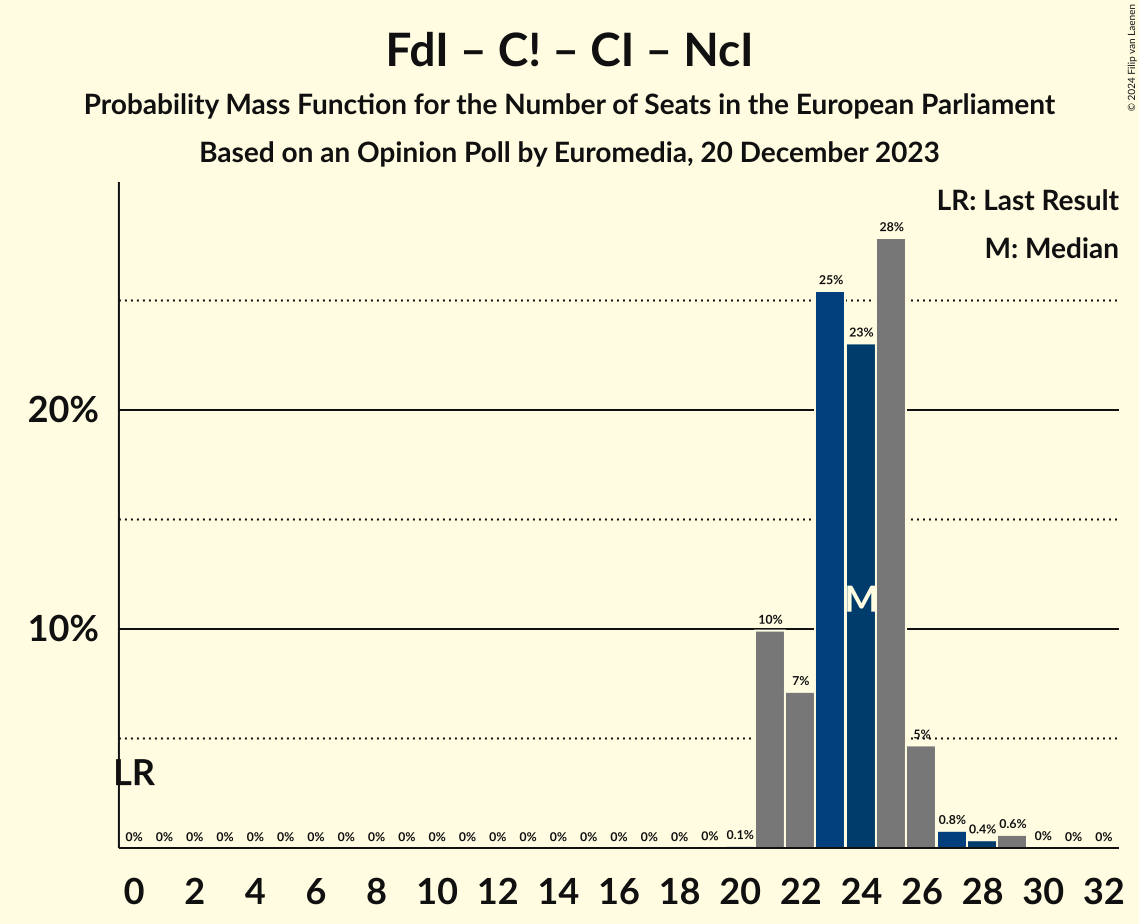 FdI – C! – CI – NcI
Probability Mass Function for the Number of Seats in the European Parliament
Based on an Opinion Poll by Euromedia, 20 December 2023
© 2024 Filip van Laenen
LR: Last Result
M: Median
28%
25%
23%
20%
M
10%
10%
7%
5%
LR
0% 0% 0% 0% 0% 0% 0% 0% 0% 0% 0% 0% 0% 0% 0% 0% 0% 0% 0% 0% 0.1% 0.8% 0.4% 0.6% 0% 0% 0%
0 2 4 6 8 10 12 14 16 18 20 22 24 26 28 30 32